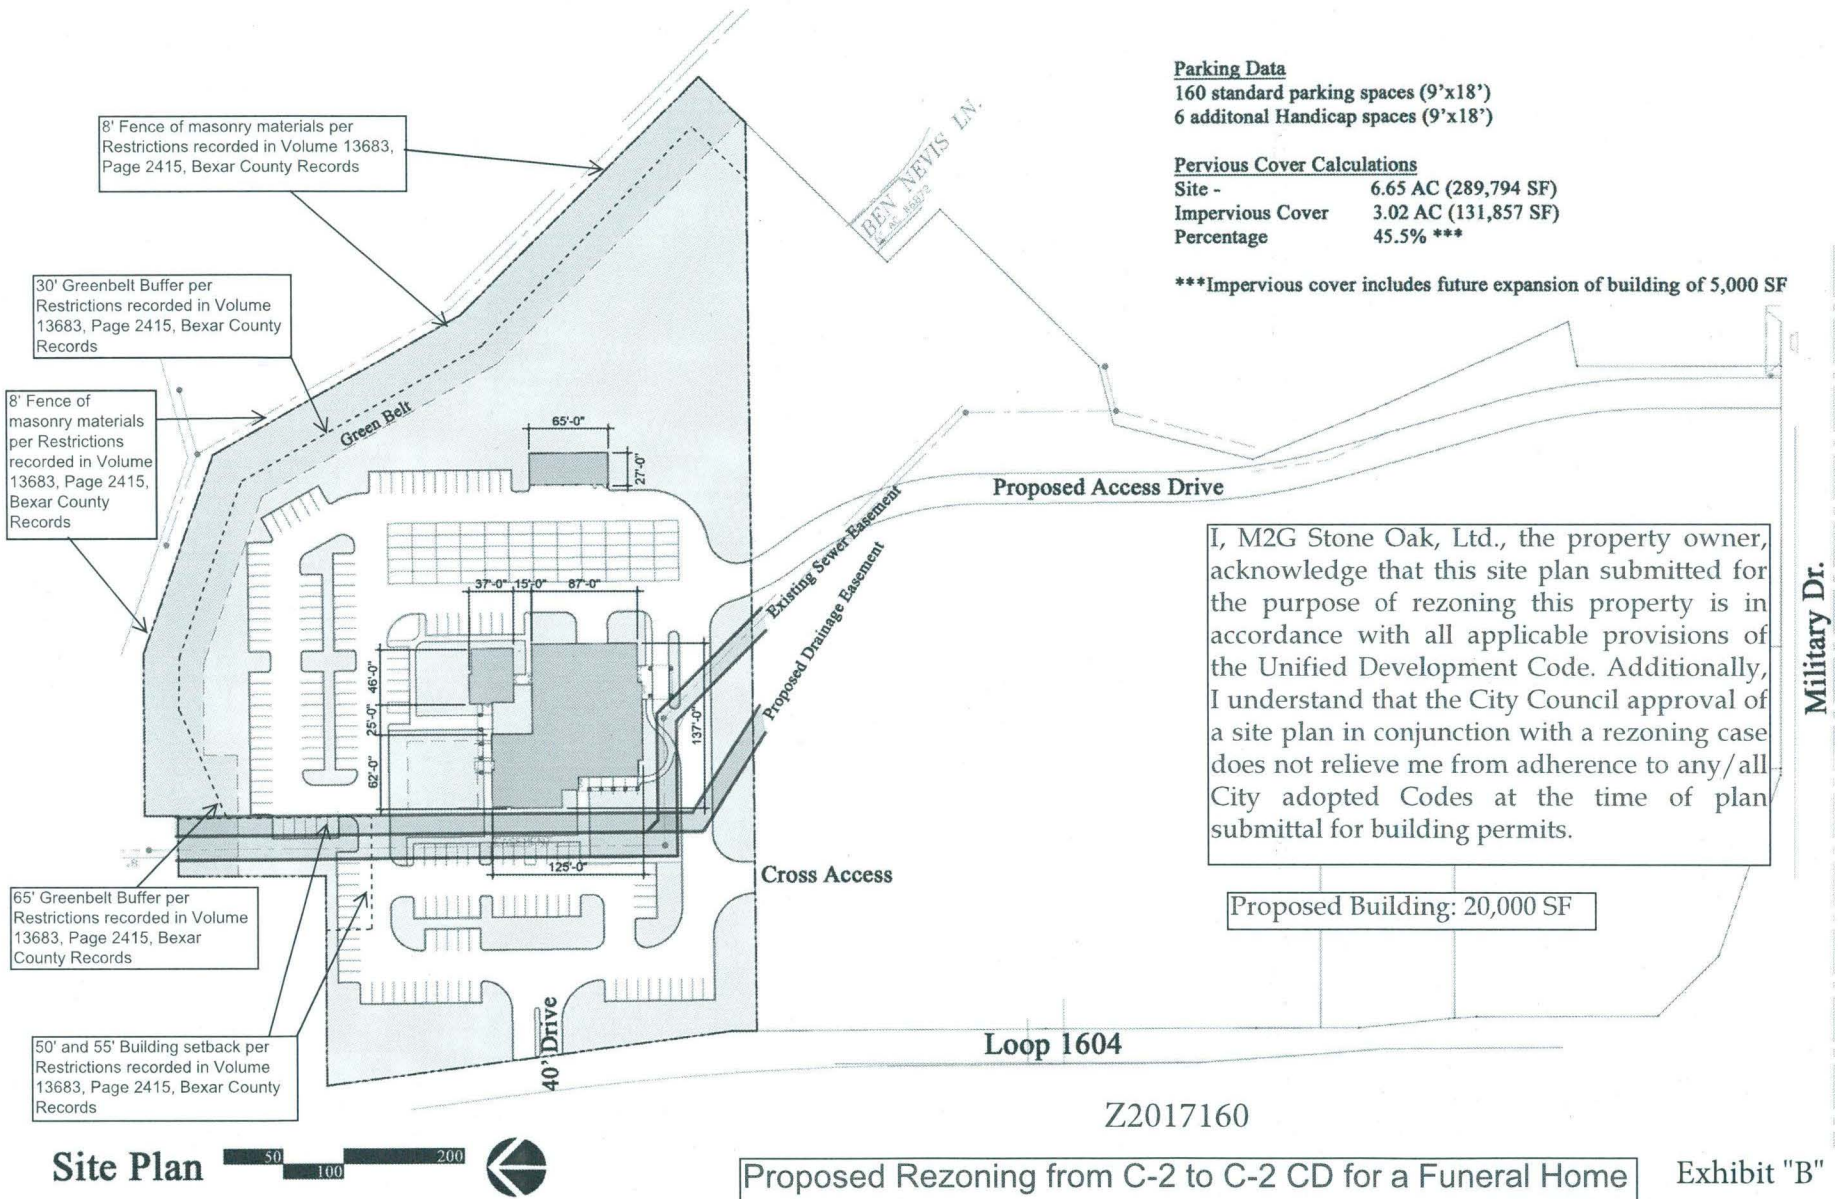 Parking Data
160 standard parking spaces (9'x18')
6 additonal Handicap spaces (9'x18')
Pervious Cover Calculations
Site - 6.65 AC (289,794 SF)
Impervious Cover 3.02 AC (131,857 SF)
Percentage 45.5% ***
***Impervious cover includes future expansion of building of 5,000 SF
8' Fence of masonry materials per
Restrictions recorded in Volume 13683,
Page 2415, Bexar County Records
BEN NEVIS LN.
30' Greenbelt Buffer per
Restrictions recorded in Volume
13683, Page 2415, Bexar County
Records
8' Fence of
masonry materials
per Restrictions
recorded in Volume
13683, Page 2415,
Bexar County
Records
Green Belt
65'-0"
27'-0"
37'-0" 15'-0" 87'-0"
46'-0"
25'-0"
62'-0"
137'-0"
125'-0"
Existing Sewer Easement
Proposed Drainage Easement
Proposed Access Drive
I, M2G Stone Oak, Ltd., the property owner,
acknowledge that this site plan submitted for
the purpose of rezoning this property is in
accordance with all applicable provisions of
the Unified Development Code. Additionally,
I understand that the City Council approval of
a site plan in conjunction with a rezoning case
does not relieve me from adherence to any/all
City adopted Codes at the time of plan
submittal for building permits.
Military Dr.
Proposed Building: 20,000 SF
Cross Access
65' Greenbelt Buffer per
Restrictions recorded in Volume
13683, Page 2415, Bexar
County Records
50' and 55' Building setback per
Restrictions recorded in Volume
13683, Page 2415, Bexar County
Records
40' Drive
Loop 1604
Z2017160
Site Plan
50 100 200
Proposed Rezoning from C-2 to C-2 CD for a Funeral Home
Exhibit "B"